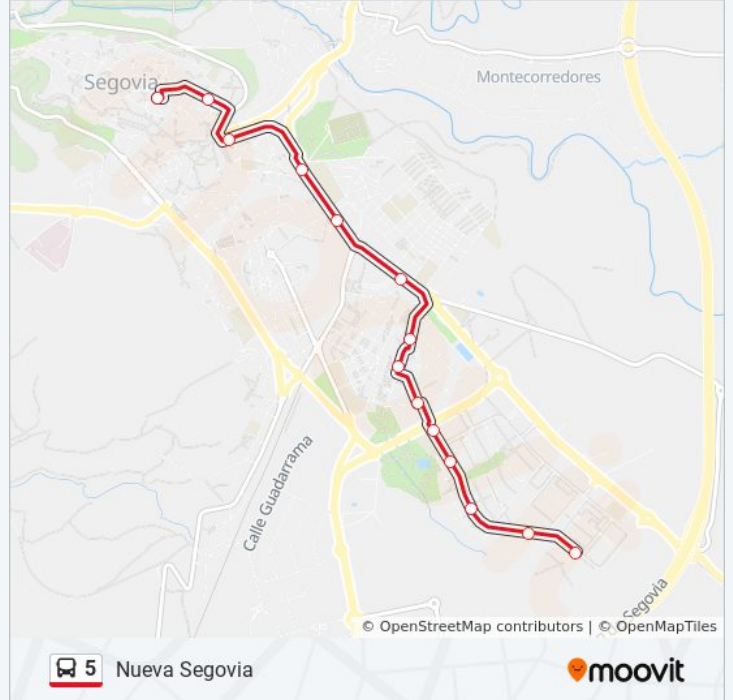 Segovia
Montecorredores
Calle Guadarrama
Segovia
© OpenStreetMap contributors | © OpenMapTiles
5 Nueva Segovia
moovit